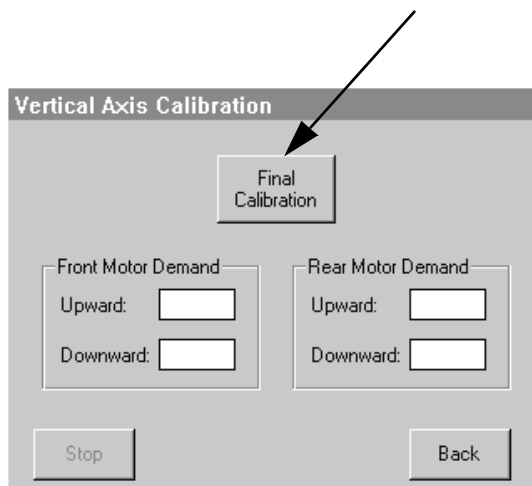 Vertical Axis Calibration
Final
Calibration
Front Motor Demand
Upward:
Downward:
Rear Motor Demand
Upward:
Downward:
Stop
Back